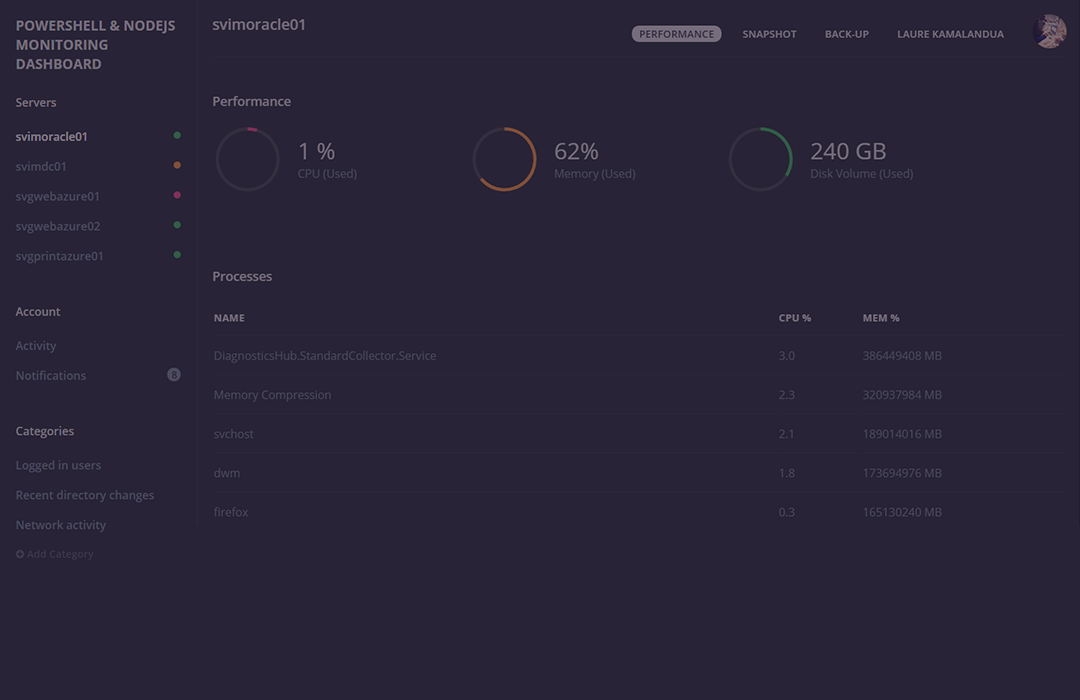 POWERSHELL & NODEJS
MONITORING
DASHBOARD
Servers
svimoracle01
svimdc01
svgwebazure01
svgwebazure02
svgprintazure01
Account
Activity
Notifications 8
Categories
Logged in users
Recent directory changes
Network activity
Add Category
svimoracle01
PERFORMANCE SNAPSHOT BACK-UP LAURE KAMALANDUA
Performance
1 %
CPU (Used)
62%
Memory (Used)
240 GB
Disk Volume (Used)
Processes
NAME CPU % MEM %
DiagnosticsHub.StandardCollector.Service 3.0 386449408 MB
Memory Compression 2.3 320937984 MB
svchost 2.1 189014016 MB
dwm 1.8 173694976 MB
firefox 0.3 165130240 MB